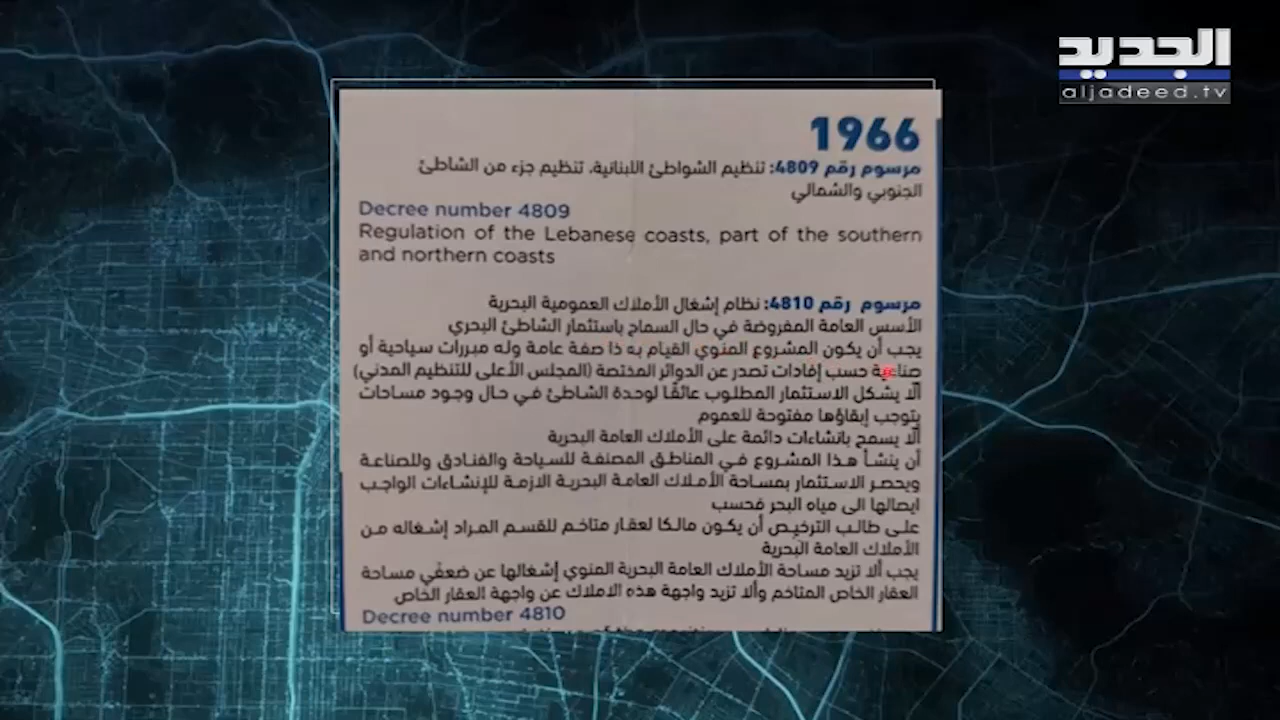 الجديد
aljadeed.tv
1966
مرسوم رقم 4809: تنظيم الشواطئ اللبنانية، تنظيم جزء من الشاطئ
الجنوبي والشمالي
Decree number 4809
Regulation of the Lebanese coasts, part of the southern
and northern coasts
مرسوم رقم 4810: نظام إشغال الأملاك العمومية البحرية
الأسس العامة المفروضة في حال السماح باستثمار الشاطئ البحري
يجب أن يكون المشروع المنوي القيام به ذا صفة عامة وله مبررات سياحية أو
صناعية حسب إفادات تصدر عن الدوائر المختصة (المجلس الأعلى للتنظيم المدني)
ألا يشكل الاستثمار المطلوب عائقًا لوحدة الشاطئ في حال وجود مساحات
يتوجب إبقاؤها مفتوحة للعموم
ألا يسمح بانشاءات دائمة على الأملاك العامة البحرية
أن ينشأ هذا المشروع في المناطق المصنفة للسياحة والفنادق وللصناعة
ويحصر الاستثمار بمساحة الأملاك العامة البحرية الازمة للإنشاءات الواجب
ايصالها الى مياه البحر فحسب
على طالب الترخيص أن يكون مالكا لعقار متاخم للقسم المراد إشغاله من
الأملاك العامة البحرية
يجب ألا تزيد مساحة الأملاك العامة البحرية المنوي إشغالها عن ضعفي مساحة
العقار الخاص المتاخم وألا تزيد واجهة هذه الاملاك عن واجهة العقار الخاص
Decree number 4810